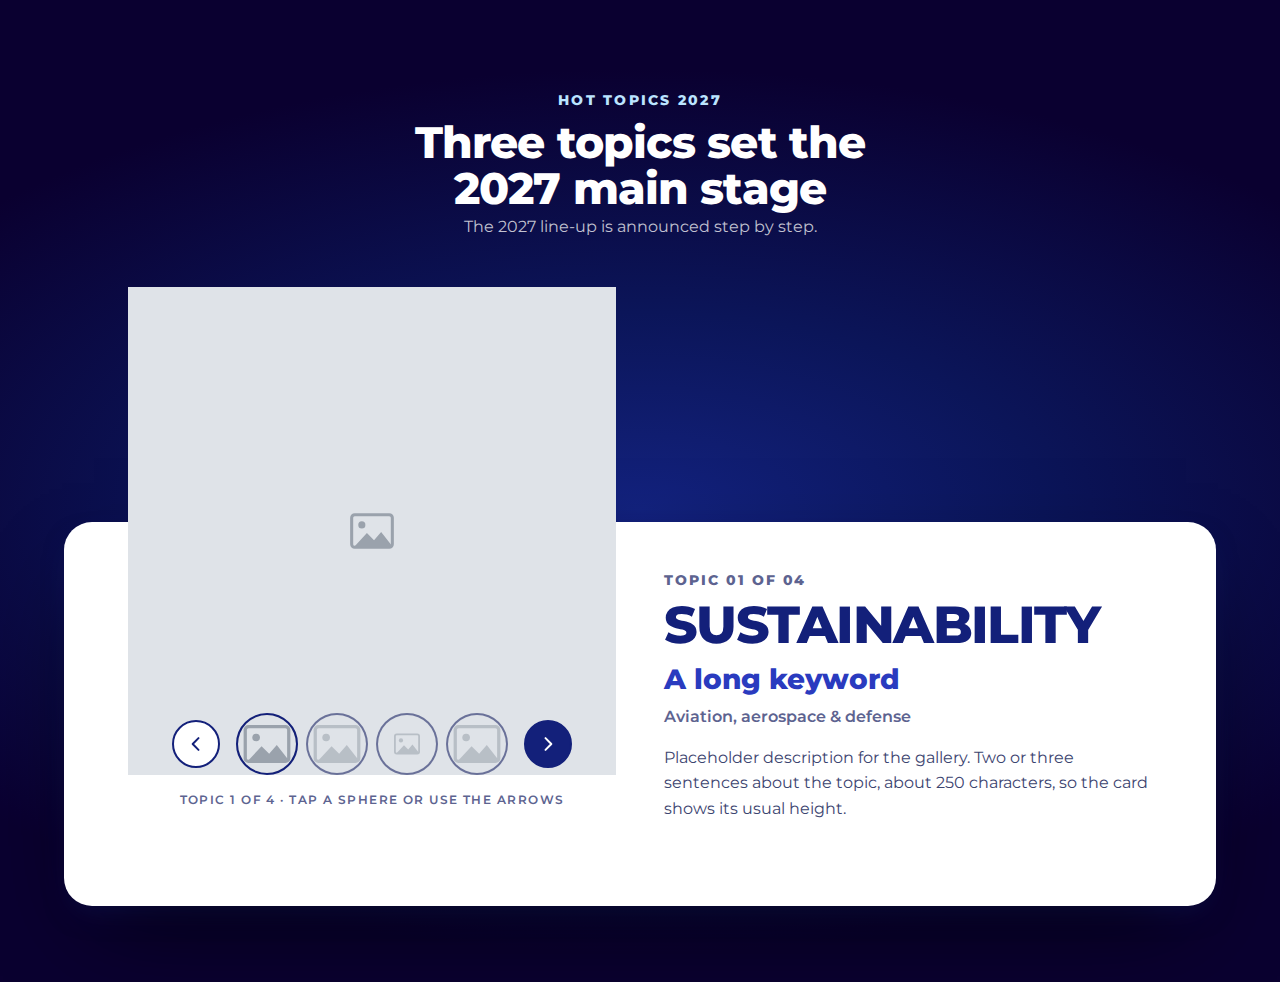 HOT TOPICS 2027
Three topics set the
2027 main stage
The 2027 line-up is announced step by step.
TOPIC 01 OF 04
SUSTAINABILITY
A long keyword
Aviation, aerospace & defense
Placeholder description for the gallery. Two or three
sentences about the topic, about 250 characters, so the card
shows its usual height.
TOPIC 1 OF 4 · TAP A SPHERE OR USE THE ARROWS